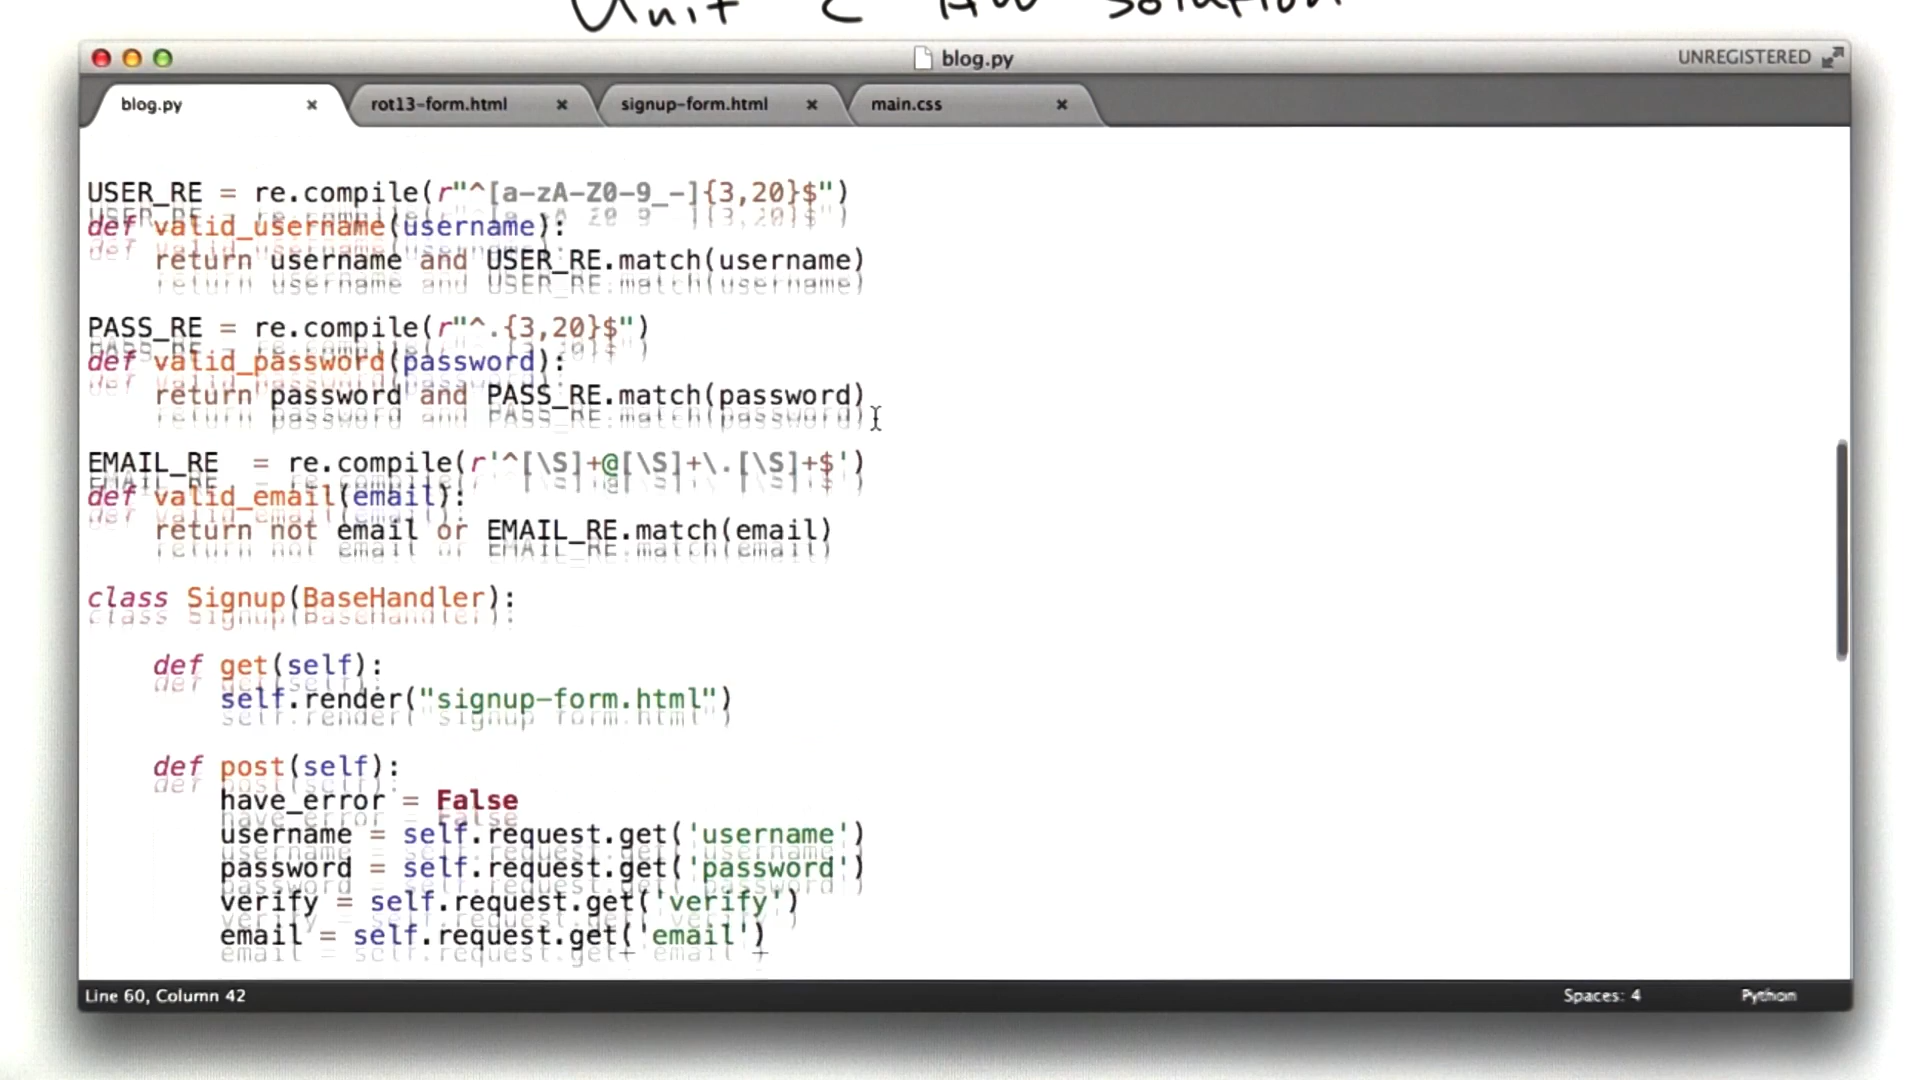 Unit 2 HW Solution
blog.py
UNREGISTERED
blog.py × rot13-form.html × signup-form.html × main.css ×
USER_RE = re.compile(r"^[a-zA-Z0-9_-]{3,20}$")
def valid_username(username):
    return username and USER_RE.match(username)
PASS_RE = re.compile(r"^.{3,20}$")
def valid_password(password):
    return password and PASS_RE.match(password)
EMAIL_RE  = re.compile(r'^[\S]+@[\S]+\.[\S]+$')
def valid_email(email):
    return not email or EMAIL_RE.match(email)
class Signup(BaseHandler):
    def get(self):
        self.render("signup-form.html")
    def post(self):
        have_error = False
        username = self.request.get('username')
        password = self.request.get('password')
        verify = self.request.get('verify')
        email = self.request.get('email')
Line 60, Column 42
Spaces: 4
Python